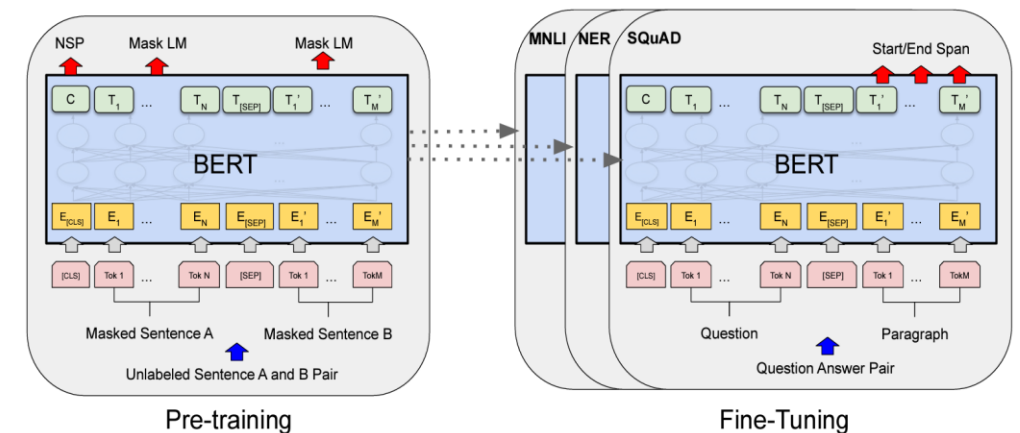 NSP Mask LM Mask LM
C T1 ... TN T[SEP] T1' ... TM'
...
BERT
...
E[CLS] E1 ... EN E[SEP] E1' ... EM'
[CLS] Tok 1 ... Tok N [SEP] Tok 1 ... TokM
Masked Sentence A Masked Sentence B
Unlabeled Sentence A and B Pair
Pre-training
MNLI NER SQuAD
Start/End Span
C T1 ... TN T[SEP] T1' ... TM'
...
BERT
...
E[CLS] E1 ... EN E[SEP] E1' ... EM'
[CLS] Tok 1 ... Tok N [SEP] Tok 1 ... TokM
Question Paragraph
Question Answer Pair
Fine-Tuning